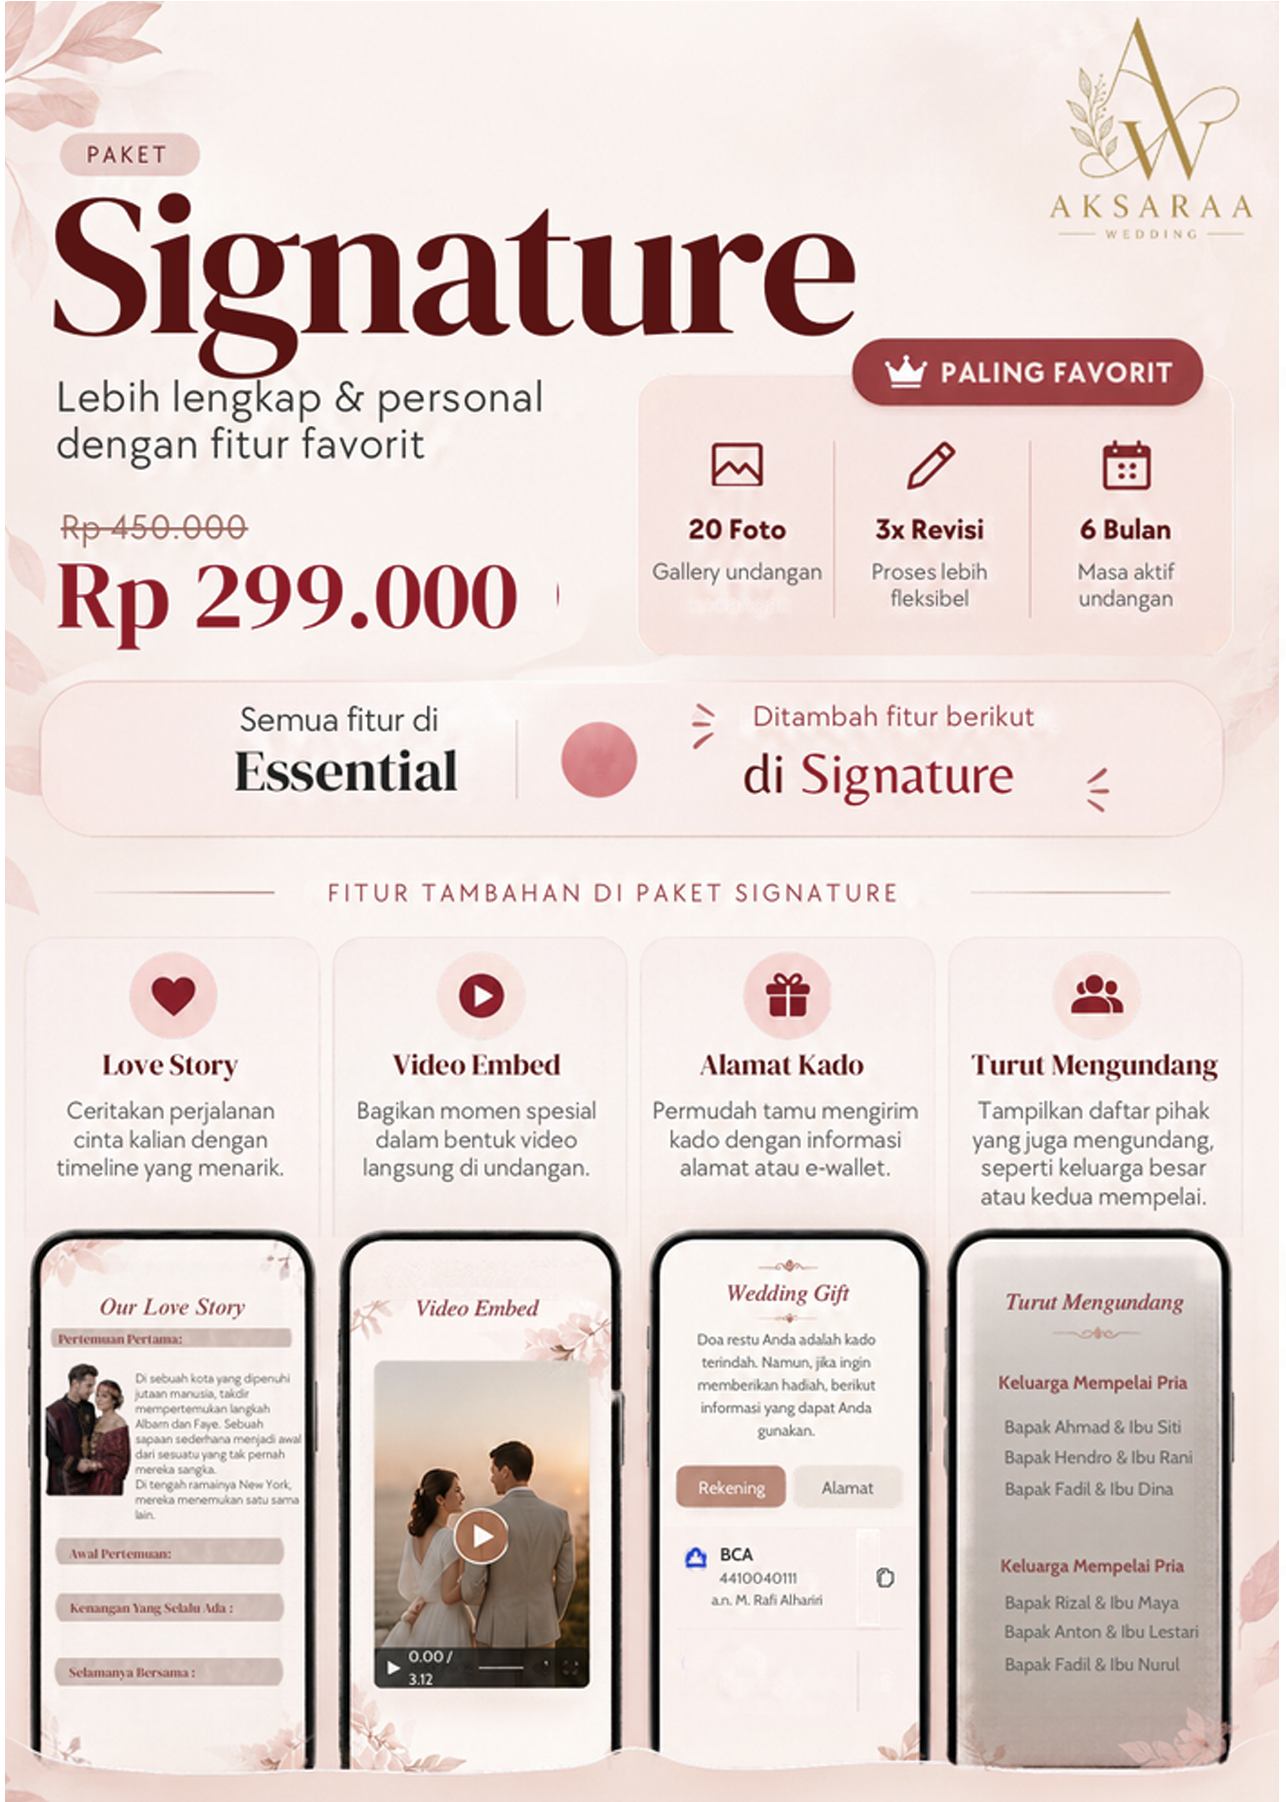 AW
AKSARAA
WEDDING
PAKET
Signature
Lebih lengkap & personal
dengan fitur favorit
Rp 450.000
Rp 299.000
PALING FAVORIT
20 Foto
Gallery undangan
3x Revisi
Proses lebih
fleksibel
6 Bulan
Masa aktif
undangan
Semua fitur di
Essential
Ditambah fitur berikut
di Signature
FITUR TAMBAHAN DI PAKET SIGNATURE
Love Story
Ceritakan perjalanan
cinta kalian dengan
timeline yang menarik.
Video Embed
Bagikan momen spesial
dalam bentuk video
langsung di undangan.
Alamat Kado
Permudah tamu mengirim
kado dengan informasi
alamat atau e-wallet.
Turut Mengundang
Tampilkan daftar pihak
yang juga mengundang,
seperti keluarga besar
atau kedua mempelai.
Our Love Story
Pertemuan Pertama:
Di sebuah kota yang dipenuhi
jutaan manusia, takdir
mempertemukan langkah
Albarn dan Faye. Sebuah
sapaan sederhana menjadi awal
dari sesuatu yang tak pernah
mereka sangka.
Di tengah ramainya New York,
mereka menemukan satu sama
lain.
Awal Pertemuan:
Kenangan Yang Selalu Ada :
Selamanya Bersama :
Video Embed
0.00 /
3.12
Wedding Gift
Doa restu Anda adalah kado
terindah. Namun, jika ingin
memberikan hadiah, berikut
informasi yang dapat Anda
gunakan.
Rekening
Alamat
BCA
4410040111
a.n. M. Rafi Alhariri
Turut Mengundang
Keluarga Mempelai Pria
Bapak Ahmad & Ibu Siti
Bapak Hendro & Ibu Rani
Bapak Fadil & Ibu Dina
Keluarga Mempelai Pria
Bapak Rizal & Ibu Maya
Bapak Anton & Ibu Lestari
Bapak Fadil & Ibu Nurul